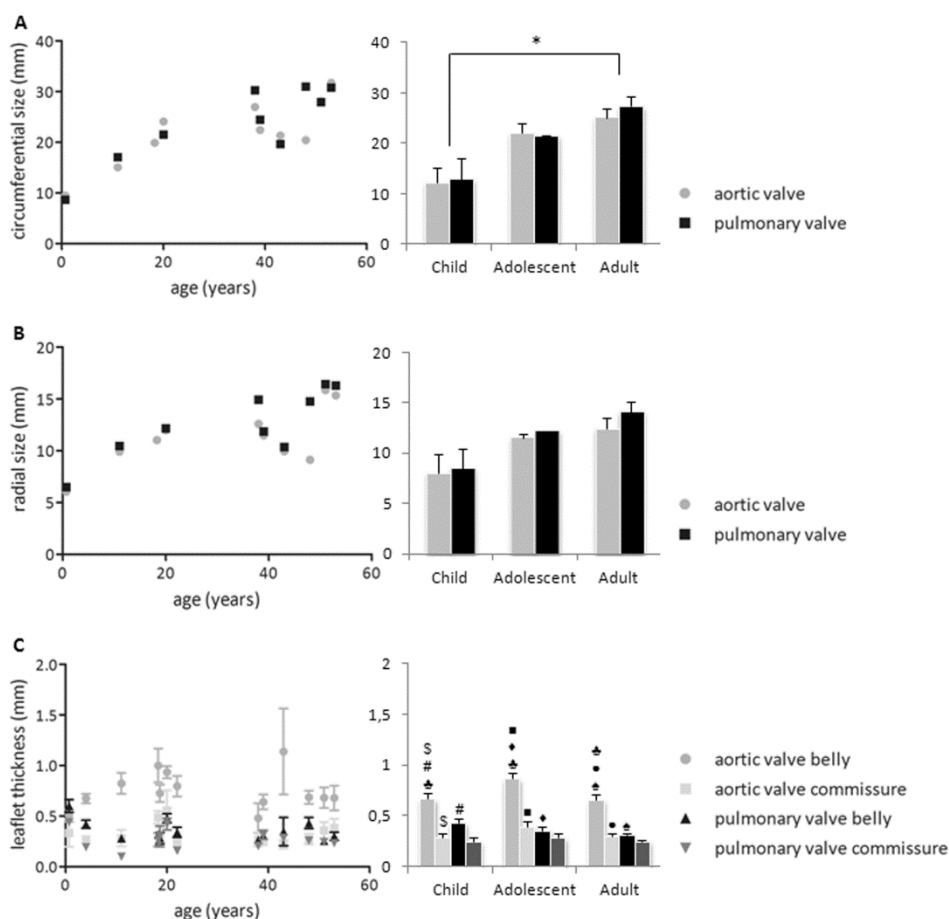 A
circumferential size (mm)
40
30
20
10
0
0 20 40 60
age (years)
40
30
20
10
0
*
Child Adolescent Adult
aortic valve
pulmonary valve
B
radial size (mm)
20
15
10
5
0
0 20 40 60
age (years)
20
15
10
5
0
Child Adolescent Adult
aortic valve
pulmonary valve
C
leaflet thickness (mm)
2.0
1.5
1.0
0.5
0.0
0 20 40 60
age (years)
2
1,5
1
0,5
0
$
#
♣
$
#
■
♦
♣
■
♦
♣
●
♠
●
♠
Child Adolescent Adult
aortic valve belly
aortic valve commissure
pulmonary valve belly
pulmonary valve commissure